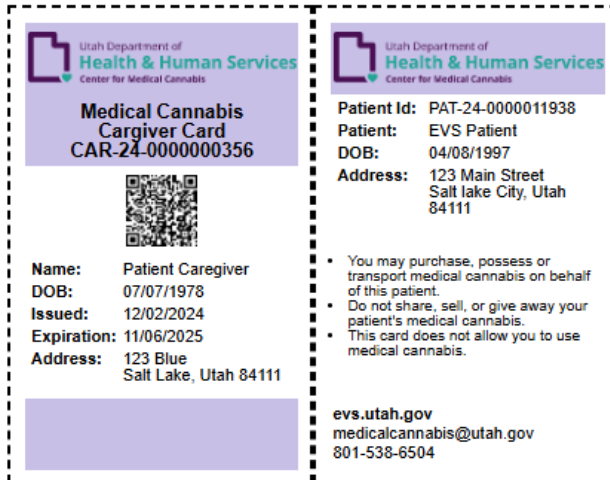 Utah Department of
Health & Human Services
Center for Medical Cannabis
Medical Cannabis
Cargiver Card
CAR-24-0000000356
Name: Patient Caregiver
DOB: 07/07/1978
Issued: 12/02/2024
Expiration: 11/06/2025
Address: 123 Blue
Salt Lake, Utah 84111
Utah Department of
Health & Human Services
Center for Medical Cannabis
Patient Id: PAT-24-0000011938
Patient: EVS Patient
DOB: 04/08/1997
Address: 123 Main Street
Salt lake City, Utah
84111
• You may purchase, possess or
transport medical cannabis on behalf
of this patient.
• Do not share, sell, or give away your
patient's medical cannabis.
• This card does not allow you to use
medical cannabis.
evs.utah.gov
medicalcannabis@utah.gov
801-538-6504